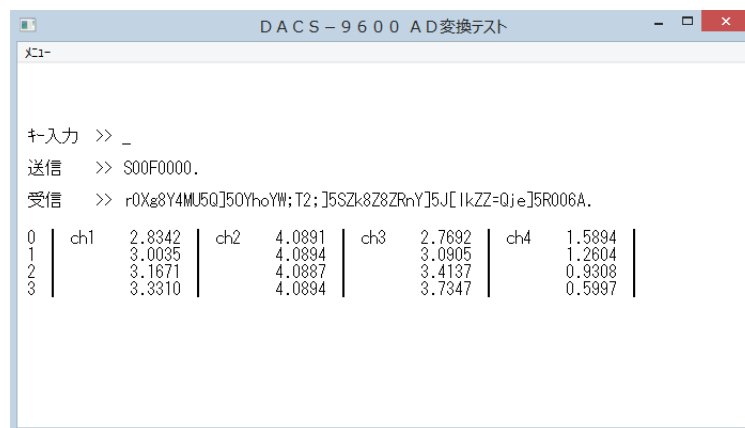 DACS-9600 AD変換テスト
メニュー
キー入力 >> _
送信 >> S00F0000.
受信 >> r0Xg8Y4MU5Q]5OYhoYW;T2;]5SZk8Z8ZRnY]5J[lkZZ=Qje]5R006A.
0 ch1 2.8342 ch2 4.0891 ch3 2.7692 ch4 1.5894
1 3.0035 4.0894 3.0905 1.2604
2 3.1671 4.0887 3.4137 0.9308
3 3.3310 4.0894 3.7347 0.5997